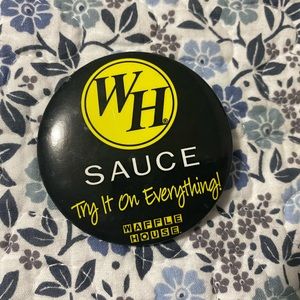 WH®
SAUCE
Try It On Everything!
WAFFLE
HOUSE